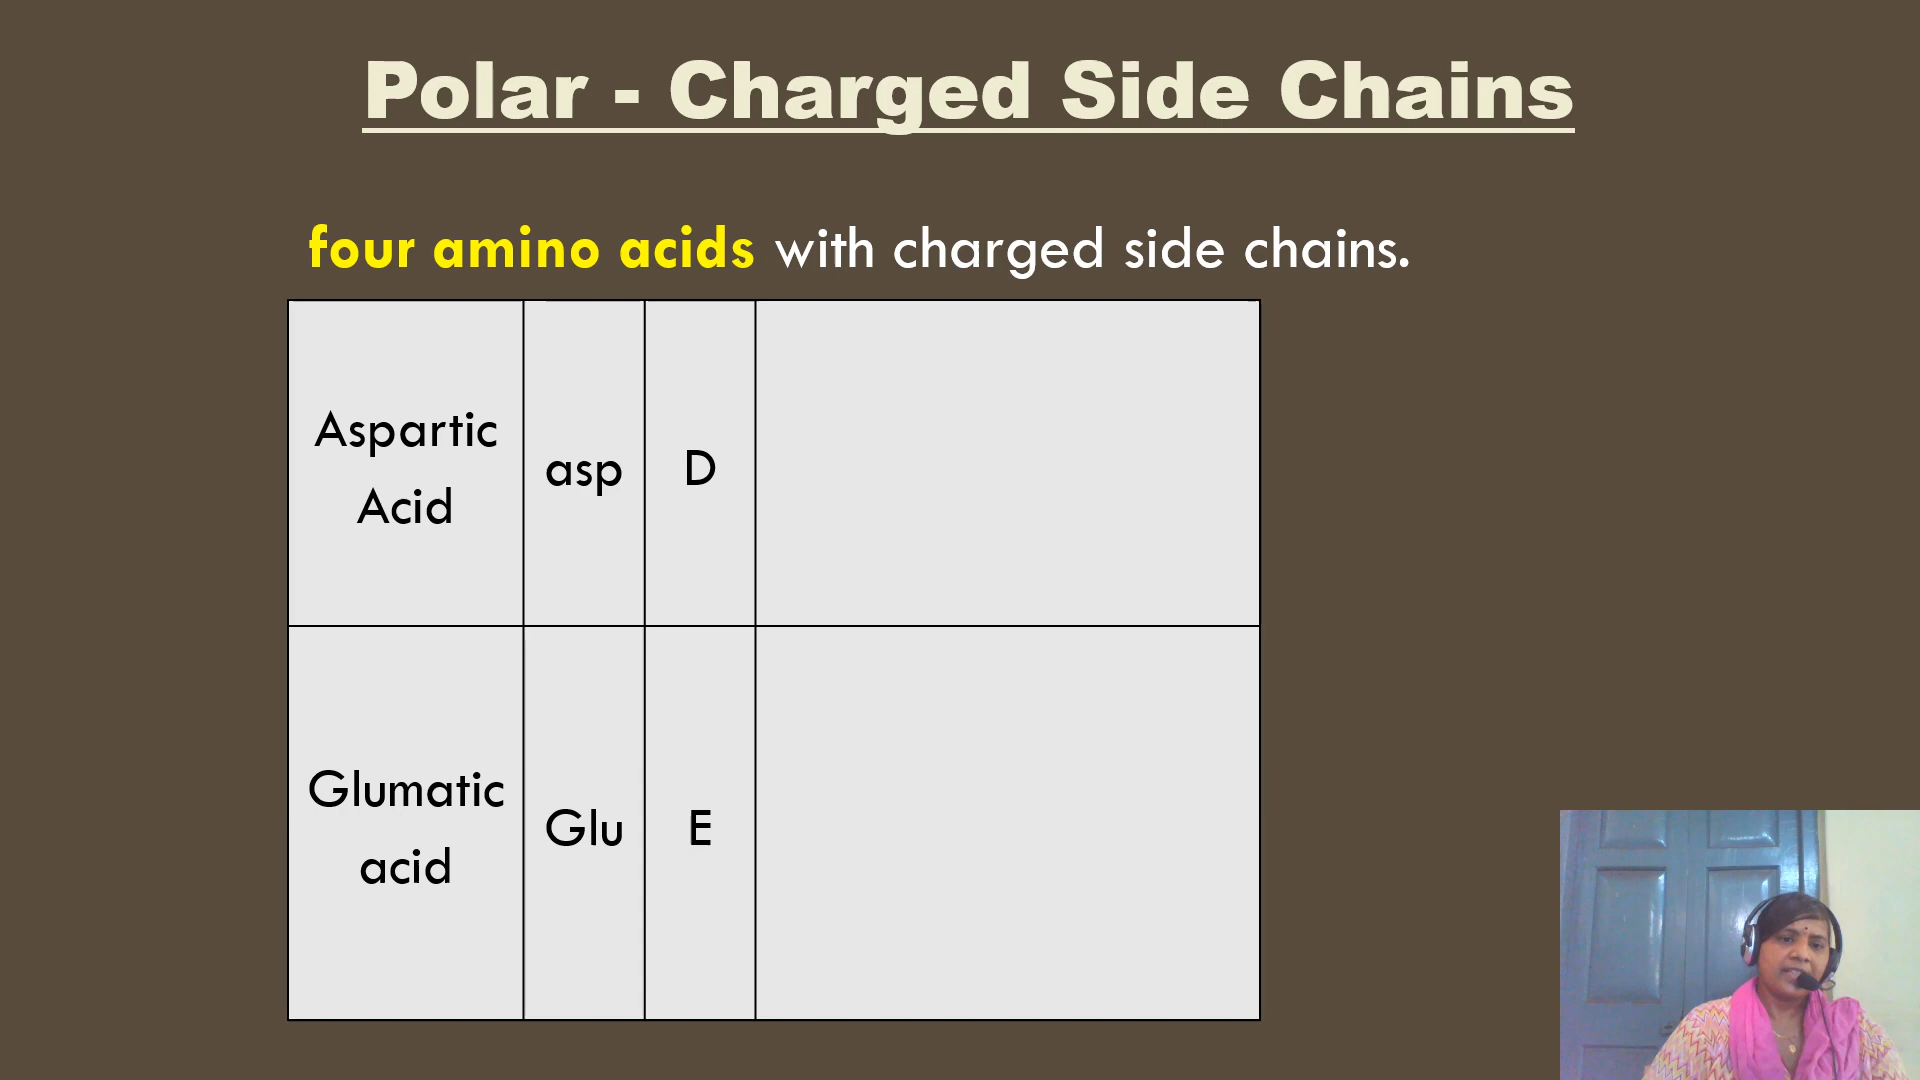 Polar - Charged Side Chains
four amino acids with charged side chains.
Aspartic
Acid
asp
D
Glumatic
acid
Glu
E